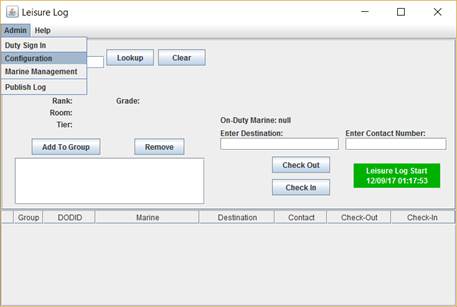 Leisure Log
Admin Help
Duty Sign In
Configuration
Lookup Clear
Marine Management
Publish Log
Rank: Grade:
Room:
Tier:
On-Duty Marine: null
Enter Destination: Enter Contact Number:
Add To Group Remove
Check Out
Leisure Log Start
12/09/17 01:17:53
Check In
Group DODID Marine Destination Contact Check-Out Check-In